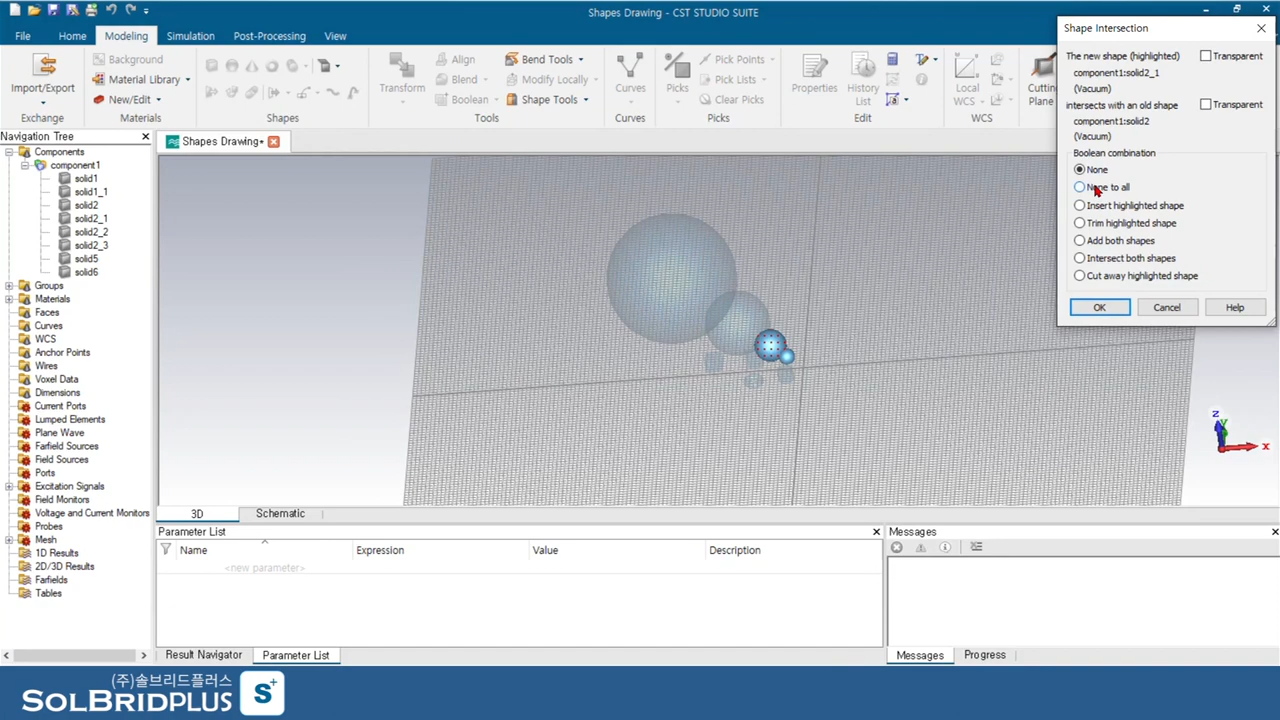 Shapes Drawing - CST STUDIO SUITE
File
Home
Modeling
Simulation
Post-Processing
View
Import/Export
Exchange
Background
Material Library
New/Edit
Materials
Shapes
Transform
Align
Blend
Boolean
Bend Tools
Modify Locally
Shape Tools
Tools
Curves
Curves
Picks
Pick Points
Pick Lists
Clear Picks
Picks
Properties
History
List
Edit
Local
WCS
WCS
Cutting
Plane
Shape Intersection
The new shape (highlighted)
Transparent
component1:solid2_1
(Vacuum)
intersects with an old shape
Transparent
component1:solid2
(Vacuum)
Boolean combination
None
None to all
Insert highlighted shape
Trim highlighted shape
Add both shapes
Intersect both shapes
Cut away highlighted shape
OK
Cancel
Help
Navigation Tree
Components
component1
solid1
solid1_1
solid2
solid2_1
solid2_2
solid2_3
solid5
solid6
Groups
Materials
Faces
Curves
WCS
Anchor Points
Wires
Voxel Data
Dimensions
Current Ports
Lumped Elements
Plane Wave
Farfield Sources
Field Sources
Ports
Excitation Signals
Field Monitors
Voltage and Current Monitors
Probes
Mesh
1D Results
2D/3D Results
Farfields
Tables
Shapes Drawing*
z
y
x
3D
Schematic
Parameter List
Name
Expression
Value
Description
<new parameter>
Result Navigator
Parameter List
Messages
Messages
Progress
(주)솔브리드플러스
SOLBRIDPLUS
S+